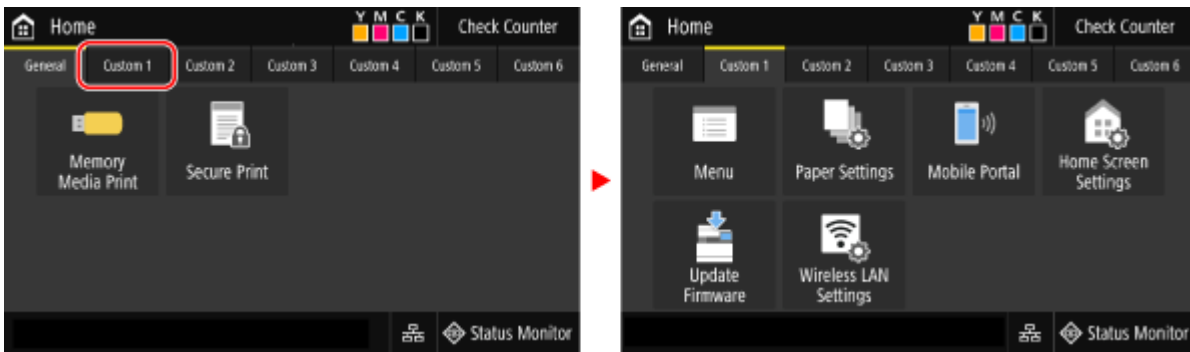 Home
Y M C K
Check Counter
General
Custom 1
Custom 2
Custom 3
Custom 4
Custom 5
Custom 6
Memory
Media Print
Secure Print
Status Monitor
Home
Y M C K
Check Counter
General
Custom 1
Custom 2
Custom 3
Custom 4
Custom 5
Custom 6
Menu
Paper Settings
Mobile Portal
Home Screen
Settings
Update
Firmware
Wireless LAN
Settings
Status Monitor